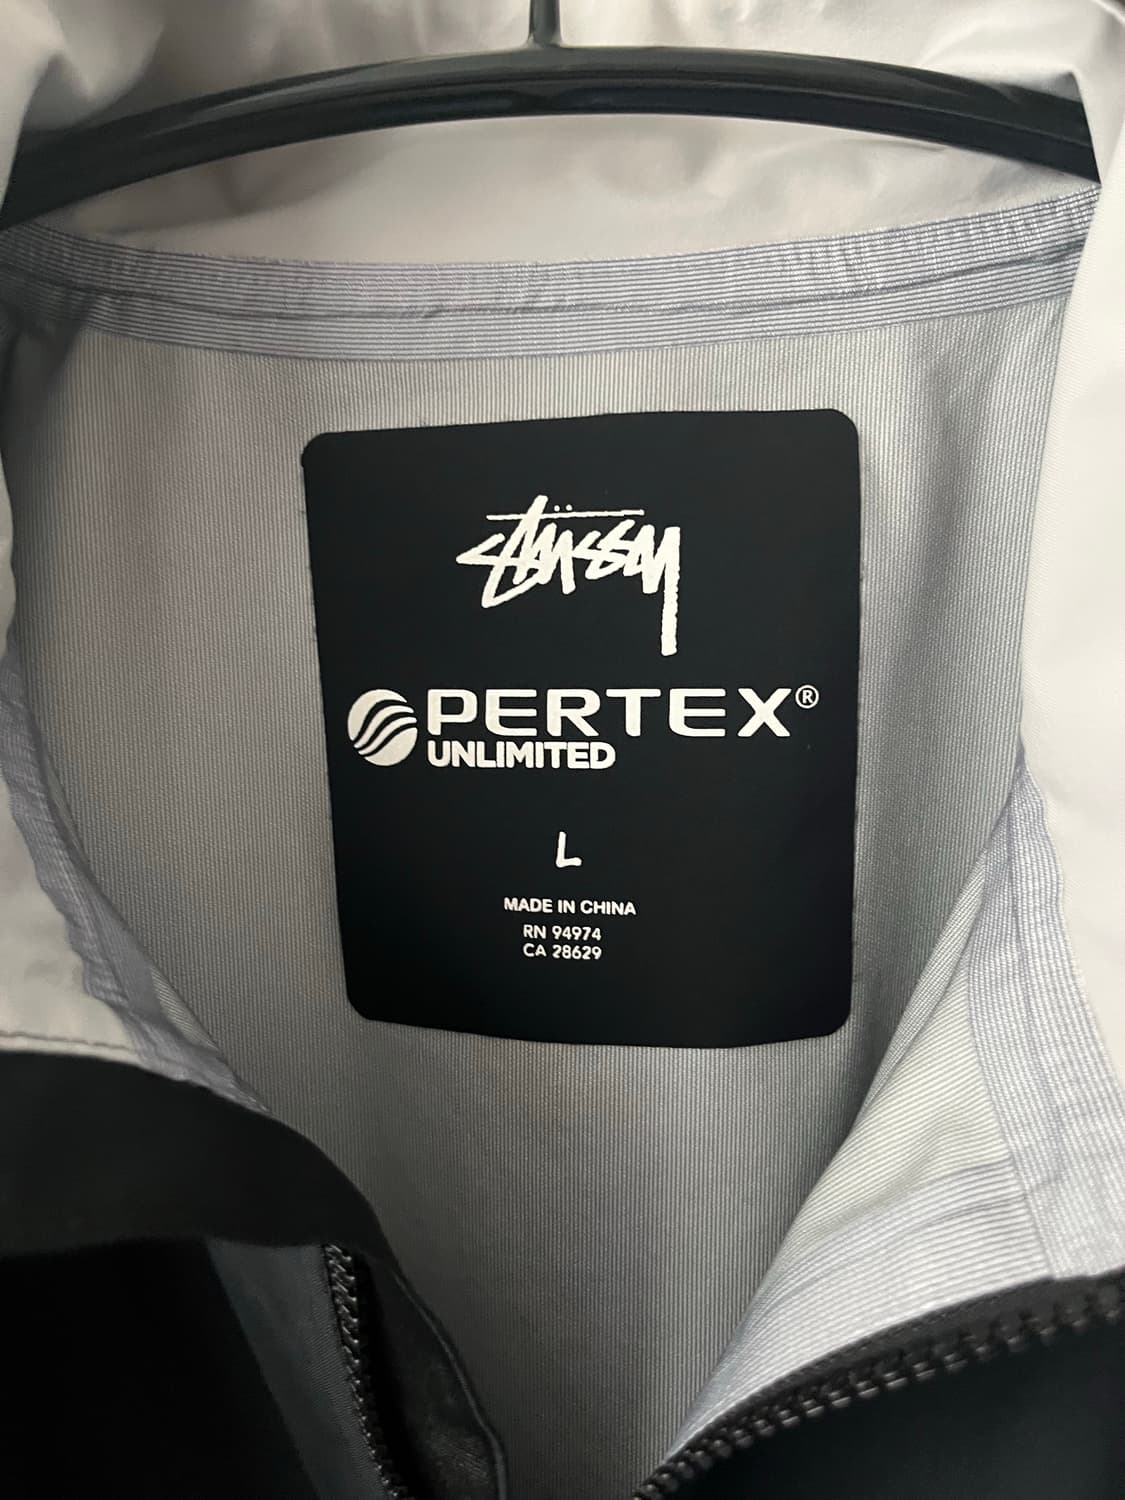 Stüssy
PERTEX®
UNLIMITED
L
MADE IN CHINA
RN 94974
CA 28629